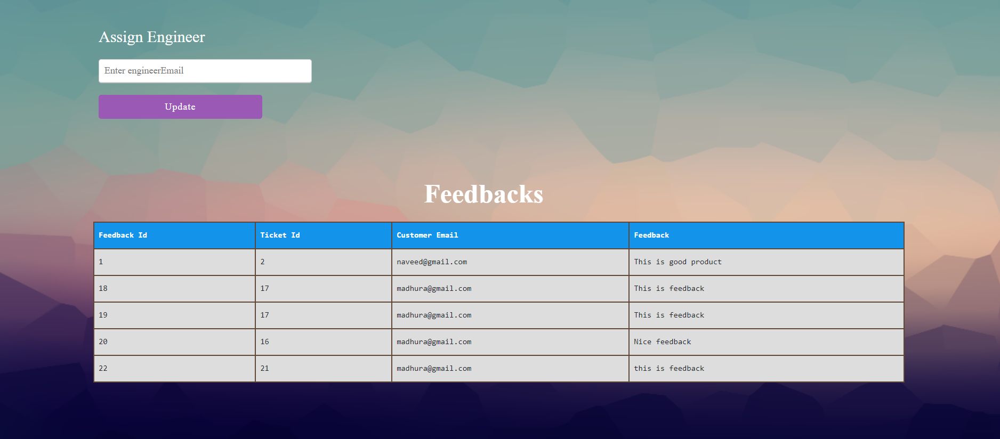 Assign Engineer
Enter engineerEmail
Update
Feedbacks
Feedback Id Ticket Id Customer Email Feedback
1 2 naveed@gmail.com This is good product
18 17 madhura@gmail.com This is feedback
19 17 madhura@gmail.com This is feedback
20 16 madhura@gmail.com Nice feedback
22 21 madhura@gmail.com this is feedback